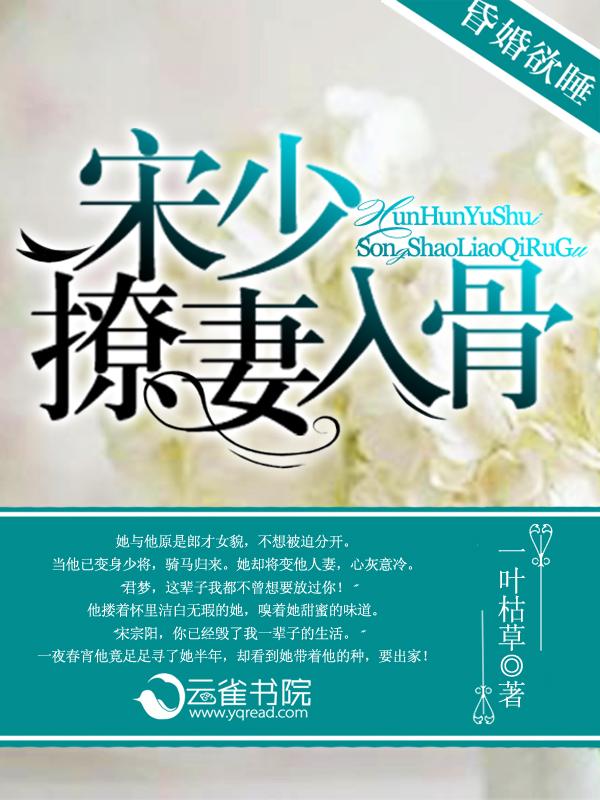 昏婚欲睡
宋少
撩妻入骨
HunHunYuShui
SongShaoLiaoQiRuGu
她与他原是郎才女貌，不想被迫分开。
当他已变身少将，骑马归来。她却将变他人妻，心灰意冷。
“君梦，这辈子我都不曾想要放过你！”
他搂着怀里洁白无瑕的她，嗅着她甜蜜的味道。
“宋宗阳，你已经毁了我一辈子的生活。”
一夜春宵他竟足足寻了她半年，却看到她带着他的种，要出家！
一叶枯草◎著
云雀书院
www.yqread.com